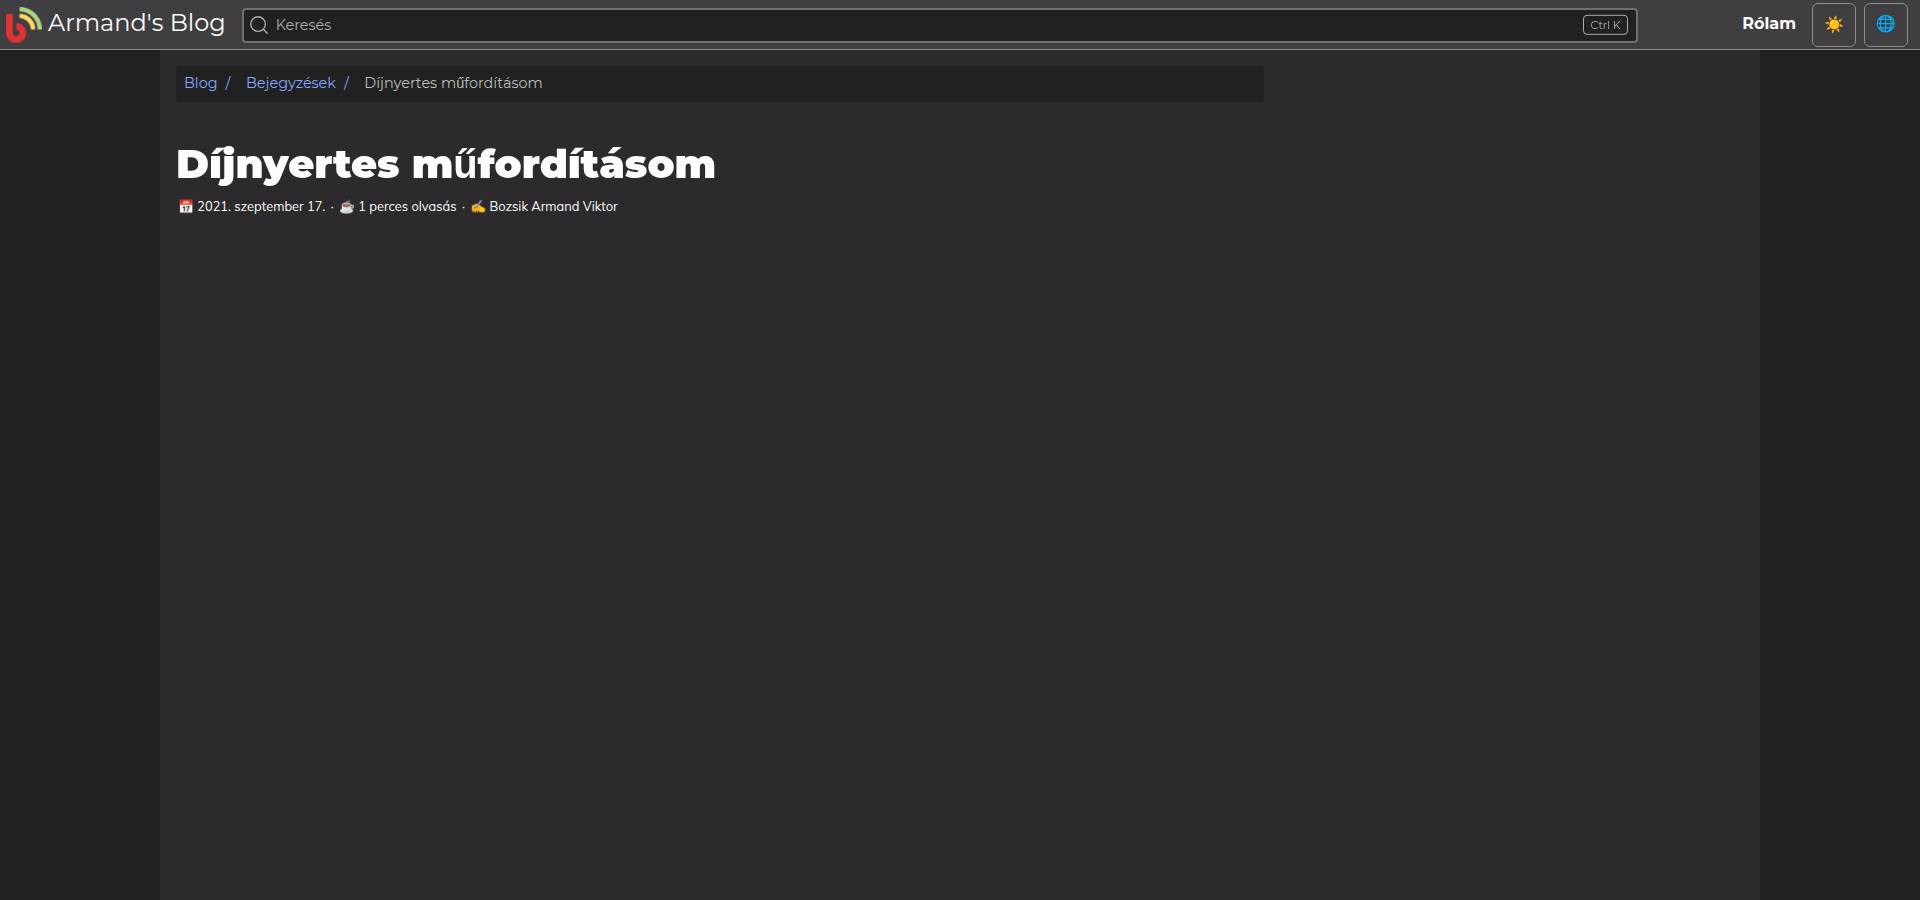 Armand's Blog
Keresés
Ctrl K
Rólam
Blog / Bejegyzések / Díjnyertes műfordításom
Díjnyertes műfordításom
2021. szeptember 17. · 1 perces olvasás · Bozsik Armand Viktor